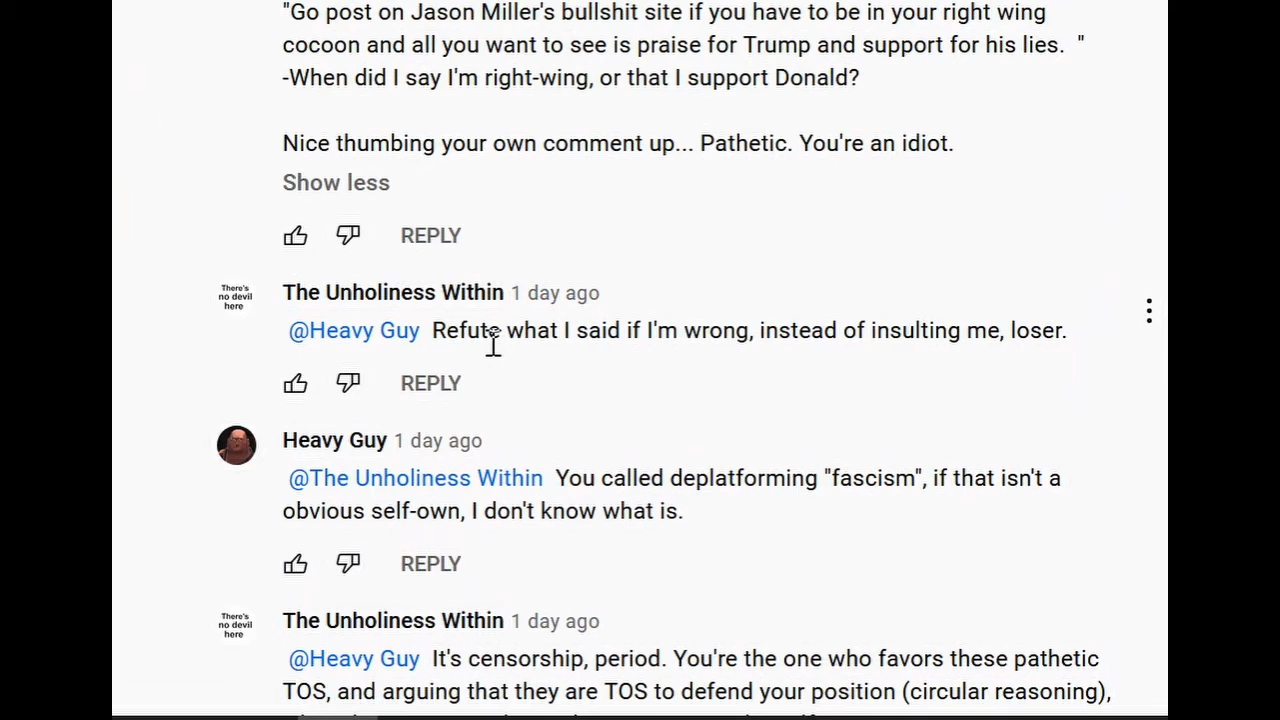 "Go post on Jason Miller's bullshit site if you have to be in your right wing
cocoon and all you want to see is praise for Trump and support for his lies. "
-When did I say I'm right-wing, or that I support Donald?
Nice thumbing your own comment up... Pathetic. You're an idiot.
Show less
REPLY
There's
no devil
here
The Unholiness Within 1 day ago
@Heavy Guy Refute what I said if I'm wrong, instead of insulting me, loser.
REPLY
Heavy Guy 1 day ago
@The Unholiness Within You called deplatforming "fascism", if that isn't a
obvious self-own, I don't know what is.
REPLY
There's
no devil
here
The Unholiness Within 1 day ago
@Heavy Guy It's censorship, period. You're the one who favors these pathetic
TOS, and arguing that they are TOS to defend your position (circular reasoning),